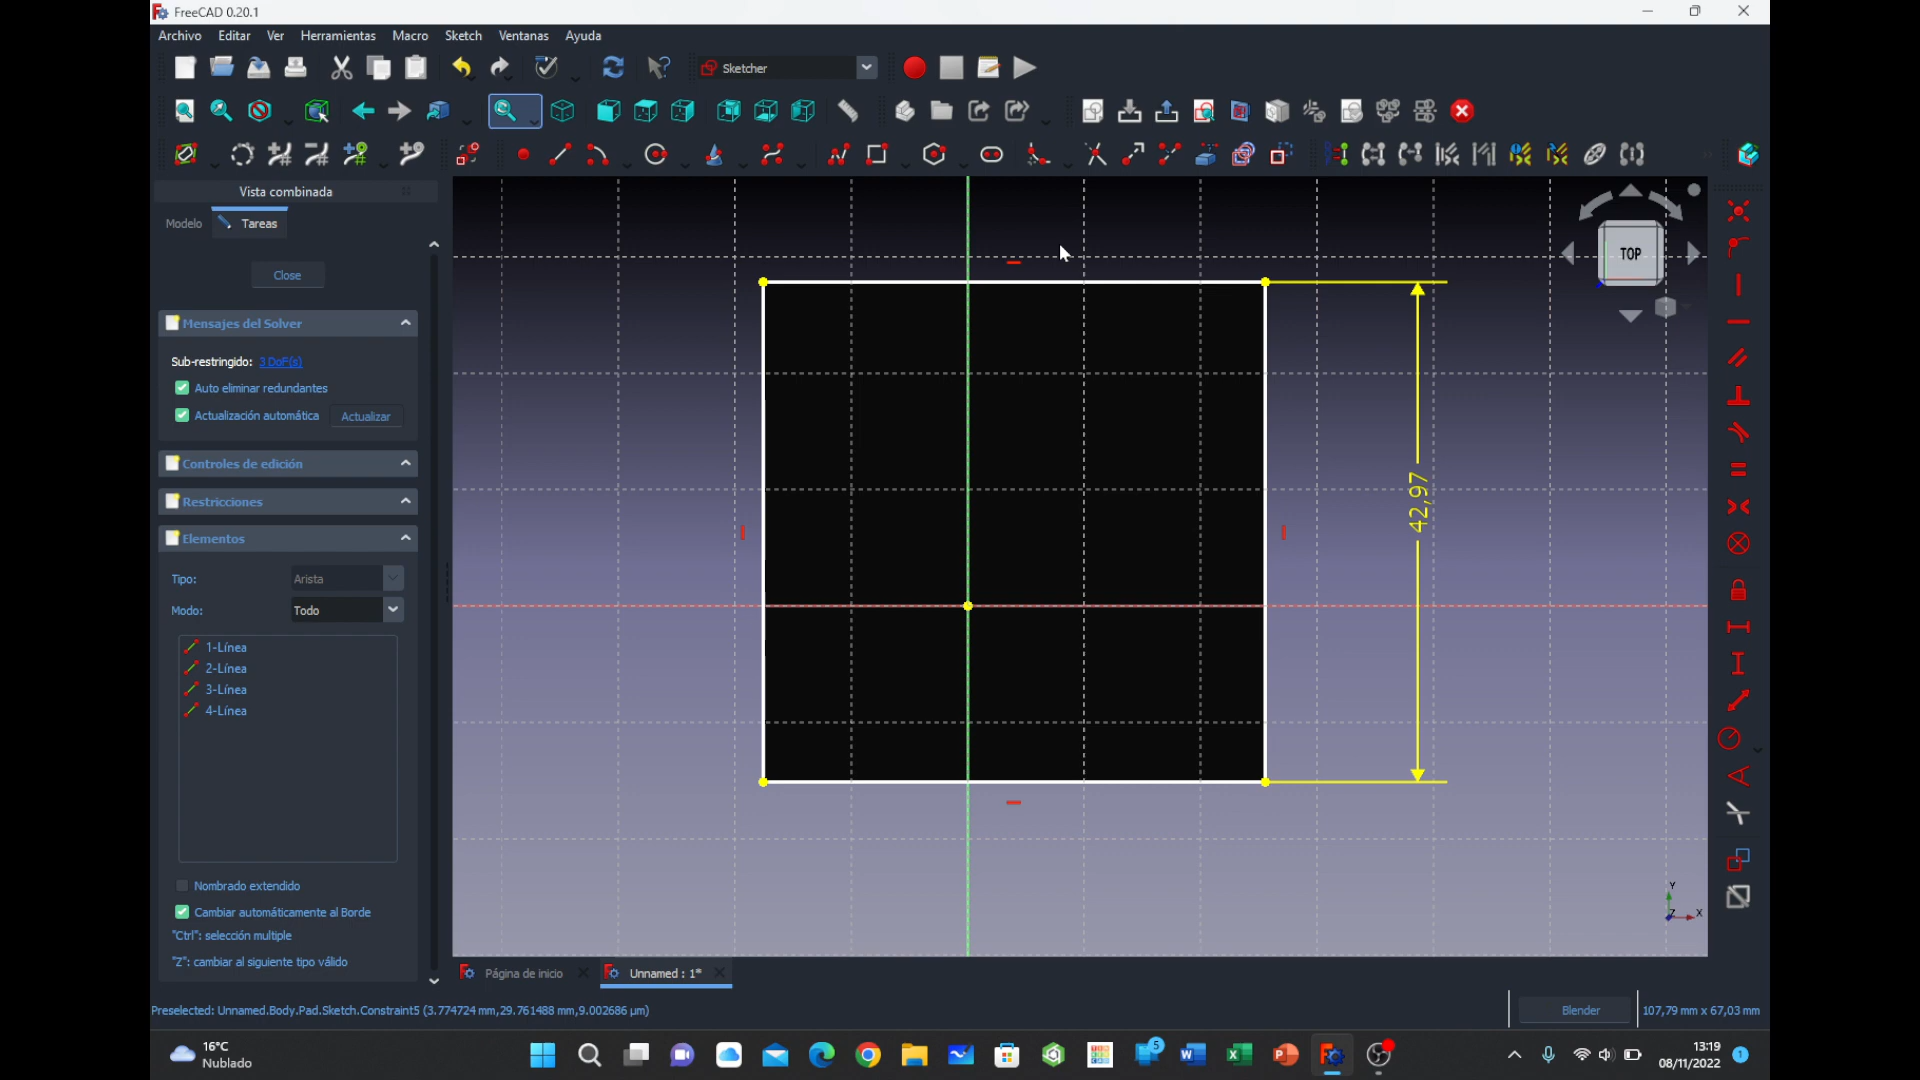 FreeCAD 0.20.1
Archivo Editar Ver Herramientas Macro Sketch Ventanas Ayuda
Sketcher
Vista combinada
Modelo Tareas
Close
Mensajes del Solver
Sub-restringido: 3 DoF(s)
Auto eliminar redundantes
Actualización automática Actualizar
Controles de edición
Restricciones
Elementos
Tipo: Arista
Modo: Todo
1-Línea
2-Línea
3-Línea
4-Línea
Nombrado extendido
Cambiar automáticamente al Borde
"Ctrl": selección multiple
"Z": cambiar al siguiente tipo válido
TOP
42,97
Y
Z X
Página de inicio Unnamed : 1*
Preselected: Unnamed.Body.Pad.Sketch.Constraint5 (3.774724 mm,29.761488 mm,9.002686 µm)
Blender 107,79 mm x 67,03 mm
16°C
Nublado
5
13:19
08/11/2022
1